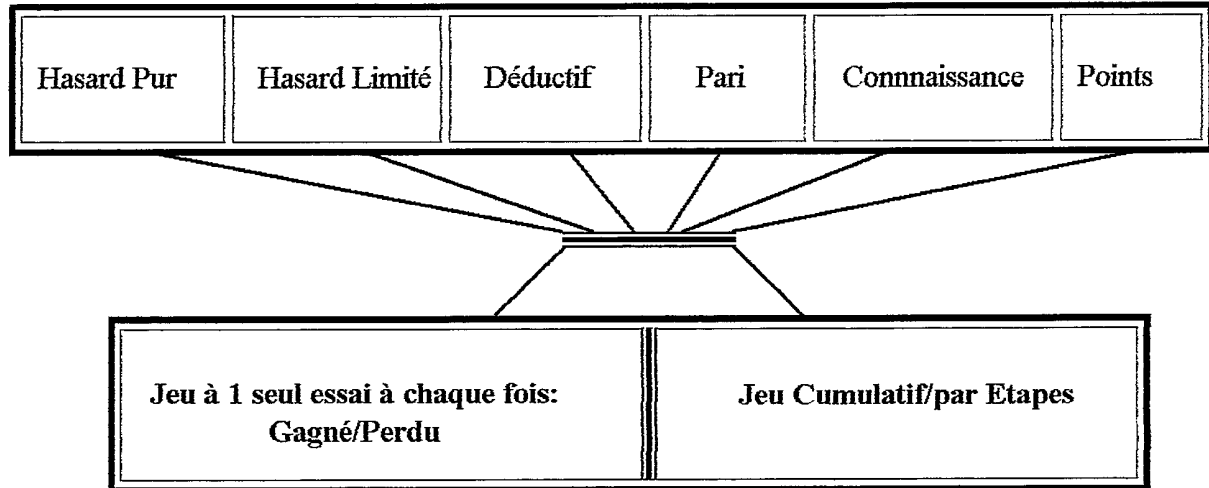 Hasard Pur
Hasard Limité
Déductif
Pari
Connnaissance
Points
Jeu à 1 seul essai à chaque fois:
Gagné/Perdu
Jeu Cumulatif/par Etapes